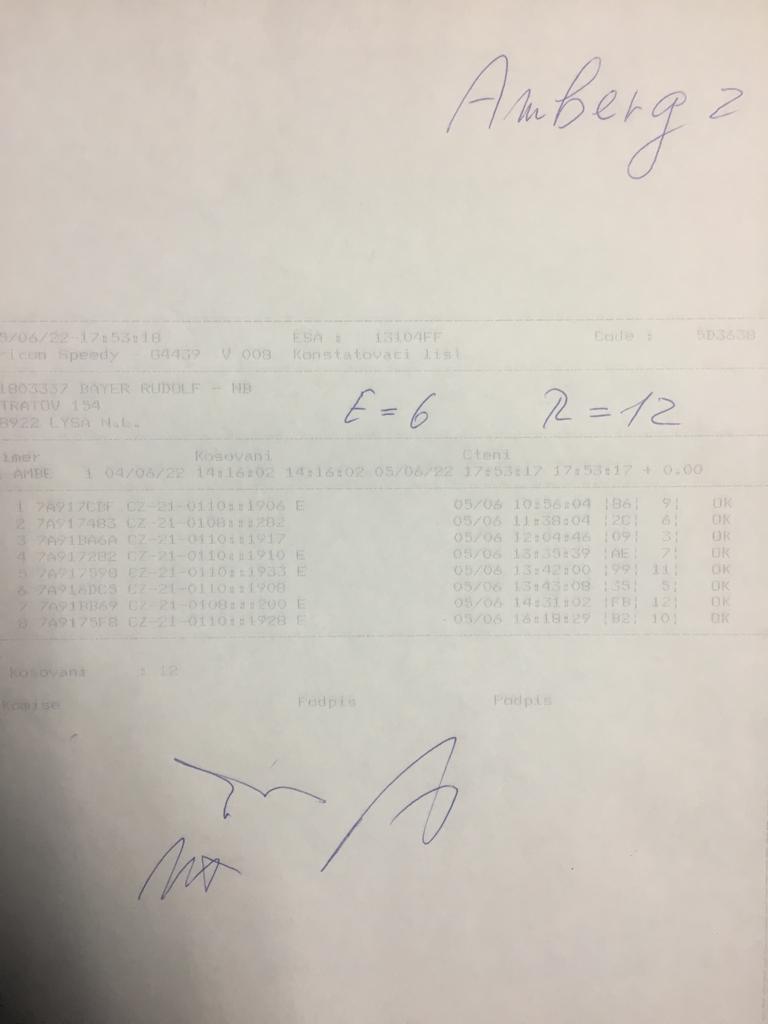 Amberg 2
5/06/22-17:53:18 ESA : 13104FF Code : 5D3638
ricom Speedy G4439 V 008 Konstatovaci list
1803337 BAYER RUDOLF - NB
TRATOV 154
8922 LYSA N.L.
E = 6 R = 12
imer Kosovani Cteni
AMBE 1 04/06/22 14:16:02 14:16:02 05/06/22 17:53:17 17:53:17 + 0.00
1 7A917CDF CZ-21-0110::1906 E 05/06 10:56:04 |86| 9| OK
2 7A917483 CZ-21-0108:::282 05/06 11:38:04 |2C| 6| OK
3 7A91BA6A CZ-21-0110::1917 05/06 12:04:46 |09| 3| OK
4 7A917282 CZ-21-0110::1910 E 05/06 13:35:39 |AE| 7| OK
5 7A917598 CZ-21-0110::1933 E 05/06 13:42:00 |99| 11| OK
6 7A916DC5 CZ-21-0110::1908 05/06 13:43:08 |35| 5| OK
7 7A91BB69 CZ-21-0108:::200 E 05/06 14:31:02 |FB| 12| OK
8 7A9175F8 CZ-21-0110::1928 E 05/06 16:18:29 |B2| 10| OK
Kosovani : 12
Komise Podpis Podpis